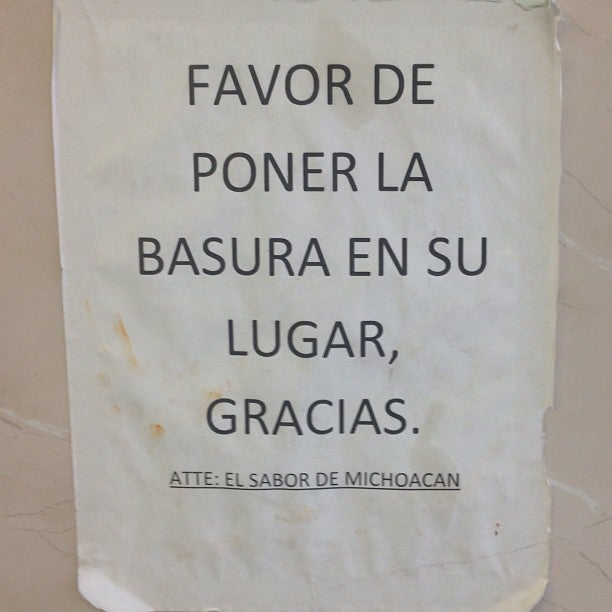 FAVOR DE
PONER LA
BASURA EN SU
LUGAR,
GRACIAS.
ATTE: EL SABOR DE MICHOACAN